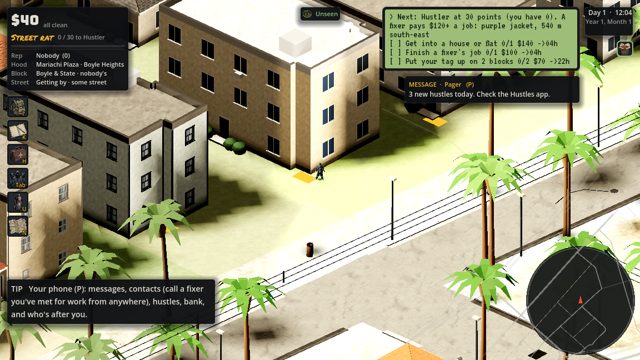 $40 all clean
STREET RAT 0 / 30 to Hustler
Rep Nobody (0)
Hood Mariachi Plaza · Boyle Heights
Block Boyle & State · nobody's
Street Getting by · some street
Tab
Unseen
> Next: Hustler at 30 points (you have 0). A
fixer pays $120+ a job: purple jacket, 540 m
south-east
[ ] Get into a house or flat 0/1 $140 ->04h
[ ] Finish a fixer's job 0/1 $100 ->04h
[ ] Put your tag up on 2 blocks 0/2 $70 ->22h
MESSAGE · Pager (P)
3 new hustles today. Check the Hustles app.
Day 1 · 12:04
Year 1, Month 1
TIP Your phone (P): messages, contacts (call a fixer
you've met for work from anywhere), hustles, bank,
and who's after you.